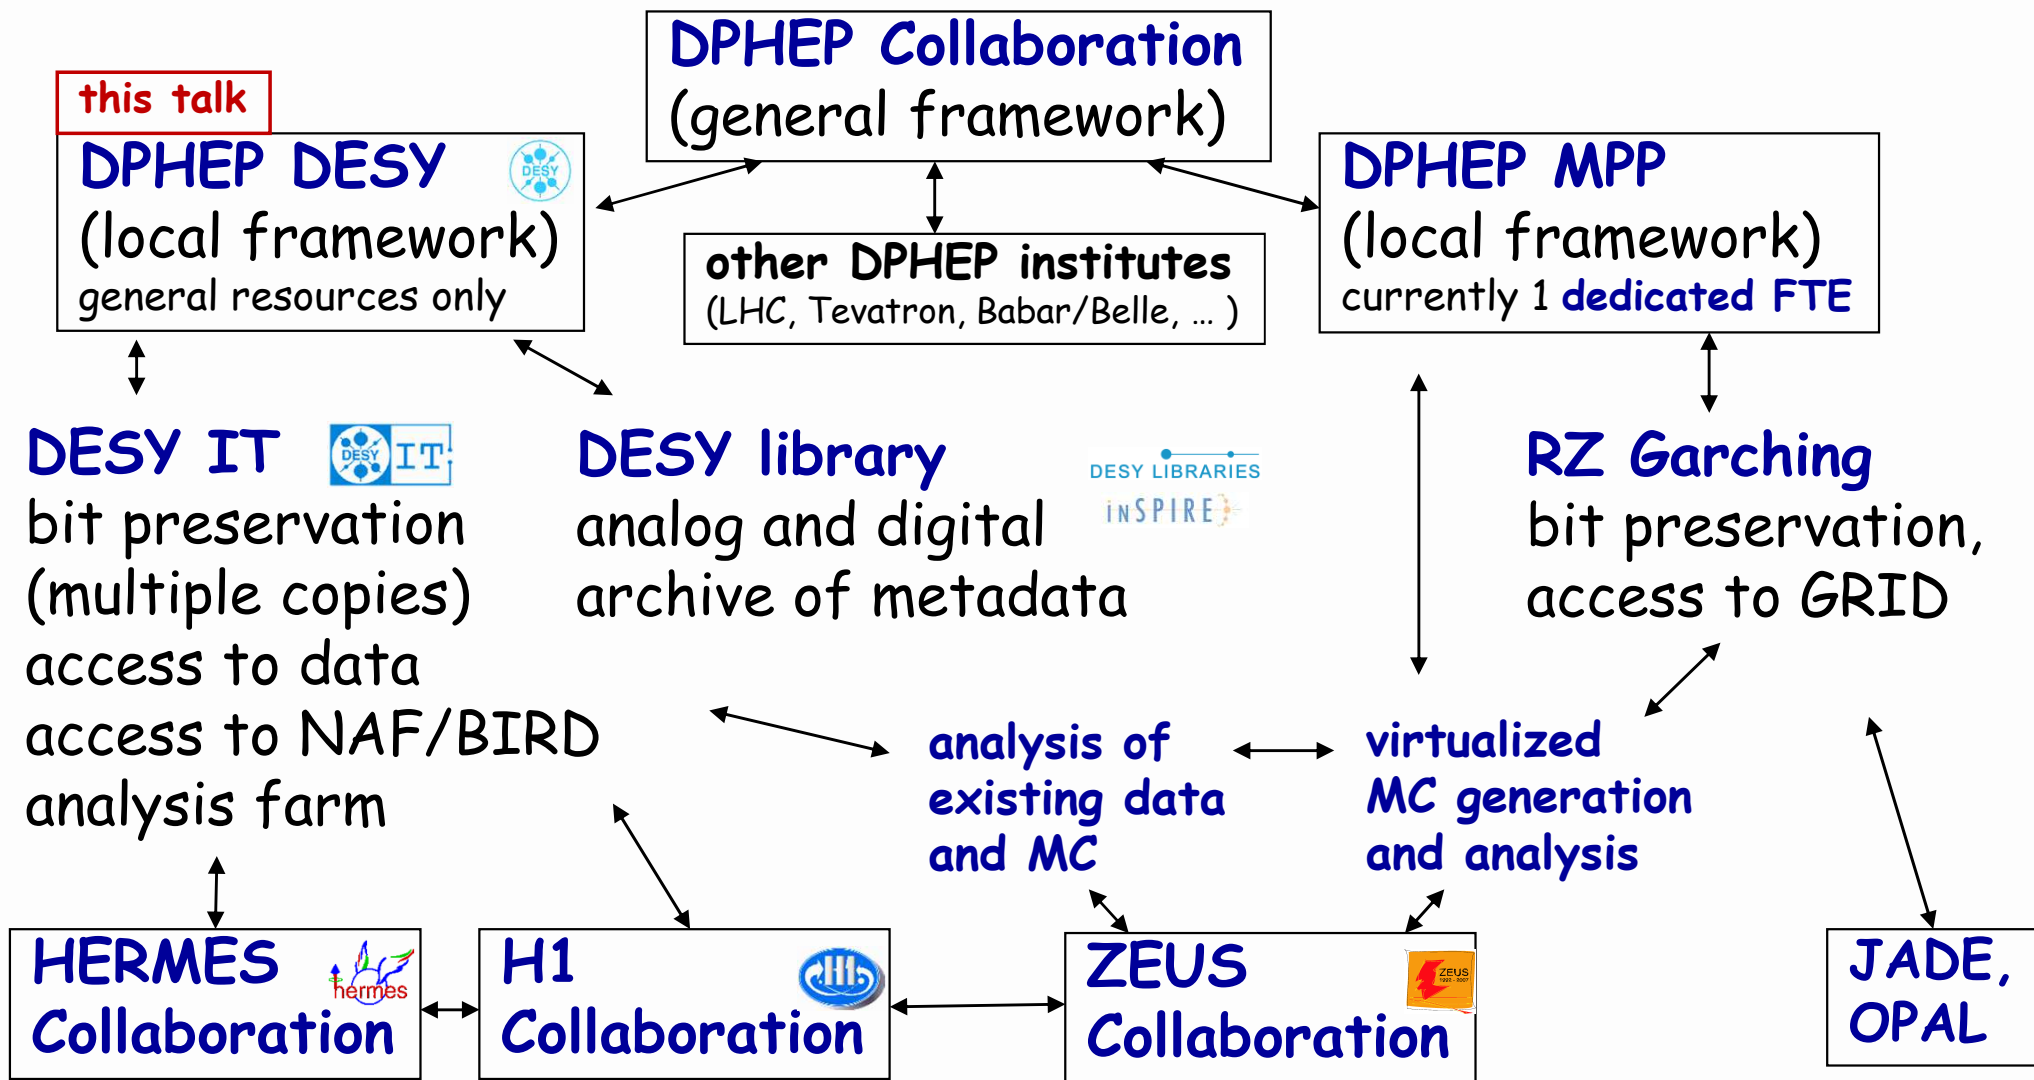 DPHEP Collaboration
(general framework)
this talk
DPHEP DESY
DESY
(local framework)
general resources only
other DPHEP institutes
(LHC, Tevatron, Babar/Belle, ... )
DPHEP MPP
(local framework)
currently 1 dedicated FTE
DESY IT
DESY IT
bit preservation
(multiple copies)
access to data
access to NAF/BIRD
analysis farm
DESY library
DESY LIBRARIES
inSPIRE
analog and digital
archive of metadata
RZ Garching
bit preservation,
access to GRID
analysis of
existing data
and MC
virtualized
MC generation
and analysis
HERMES
hermes
Collaboration
H1
H1
Collaboration
ZEUS
ZEUS
1992 - 2007
Collaboration
JADE,
OPAL